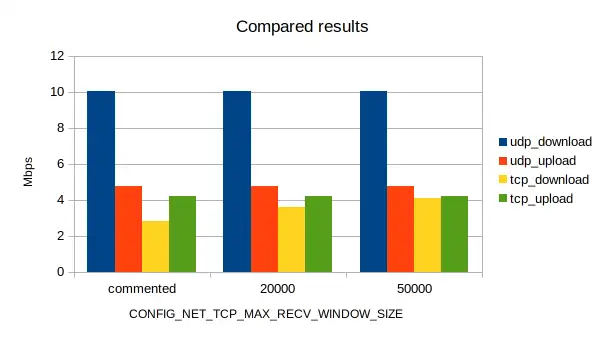 Compared results
12
10
8
6
4
2
0
Mbps
commented 20000 50000
CONFIG_NET_TCP_MAX_RECV_WINDOW_SIZE
udp_download
udp_upload
tcp_download
tcp_upload